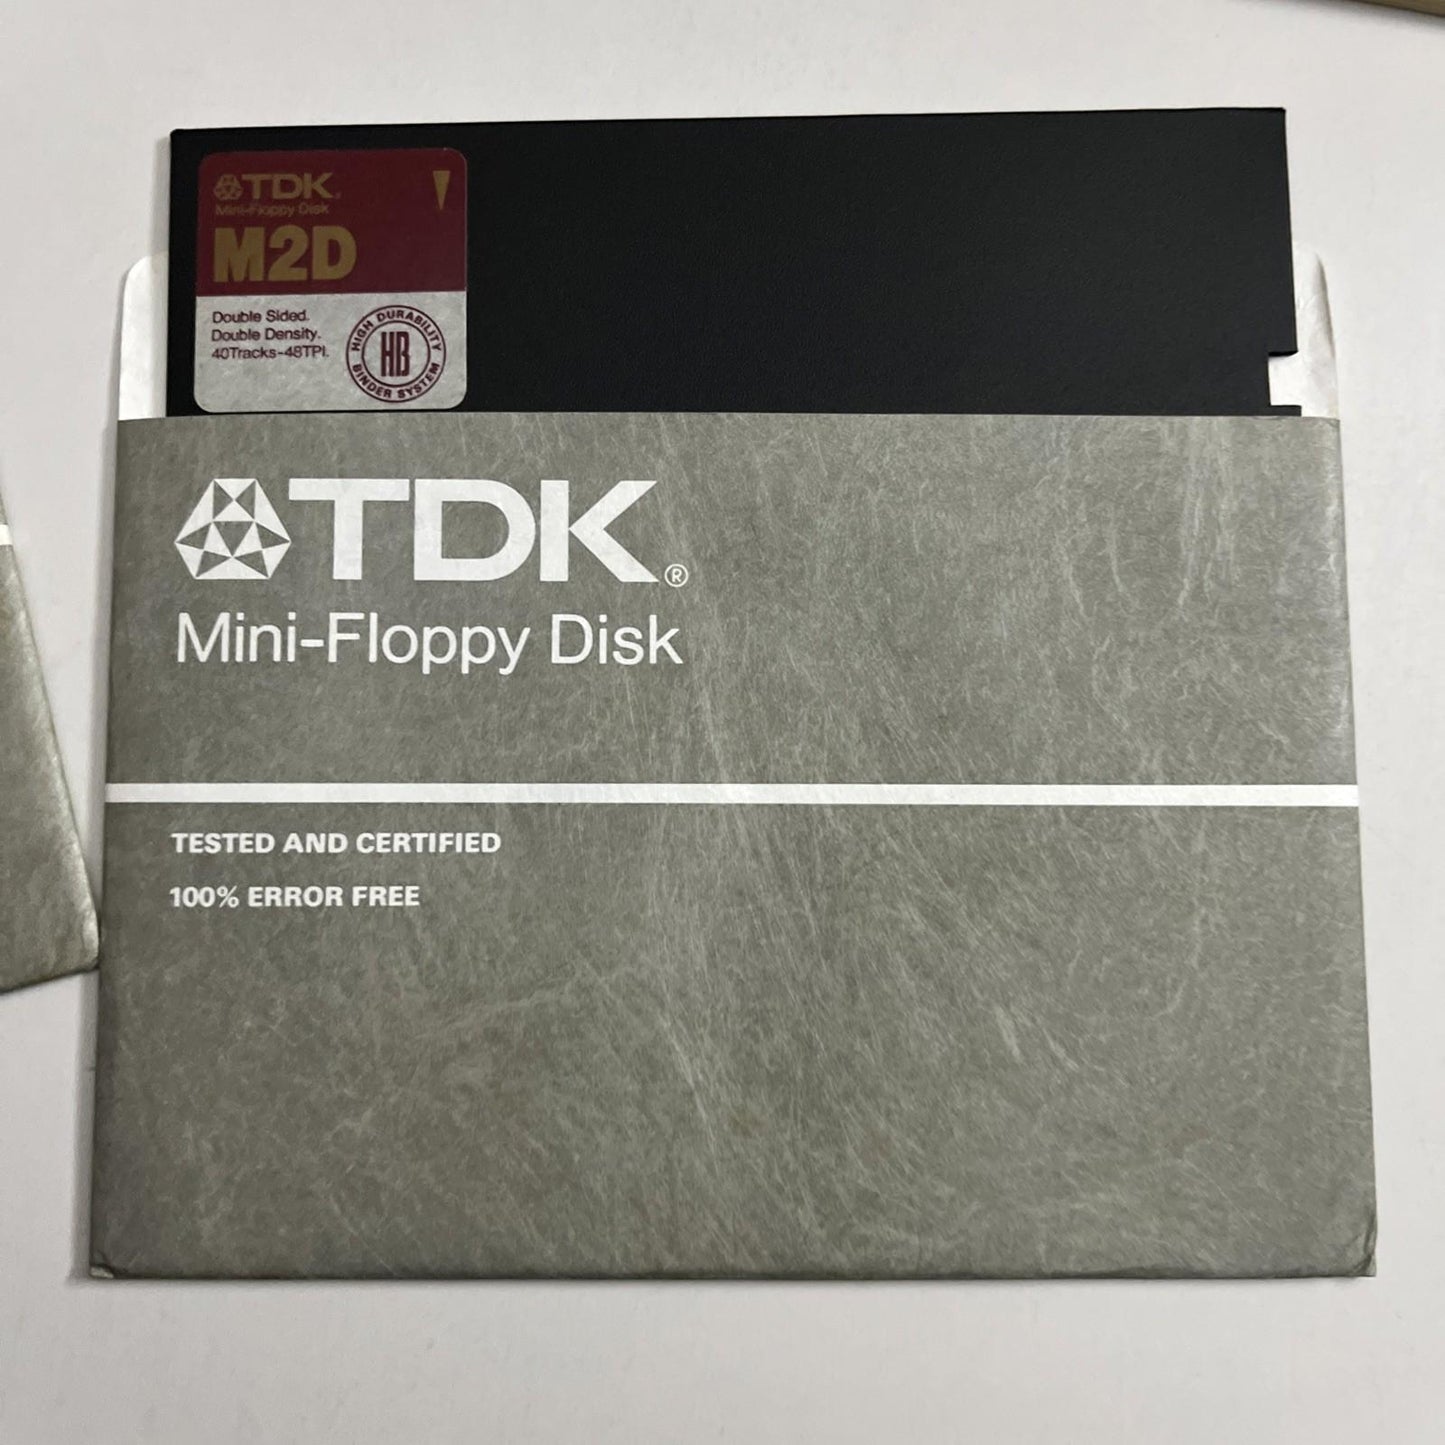 TDK®
Mini-Floppy Disk
M2D
Double Sided.
Double Density.
40Tracks-48TPI.
HIGH DURABILITY
HB
BINDER SYSTEM
TDK®
Mini-Floppy Disk
TESTED AND CERTIFIED
100% ERROR FREE